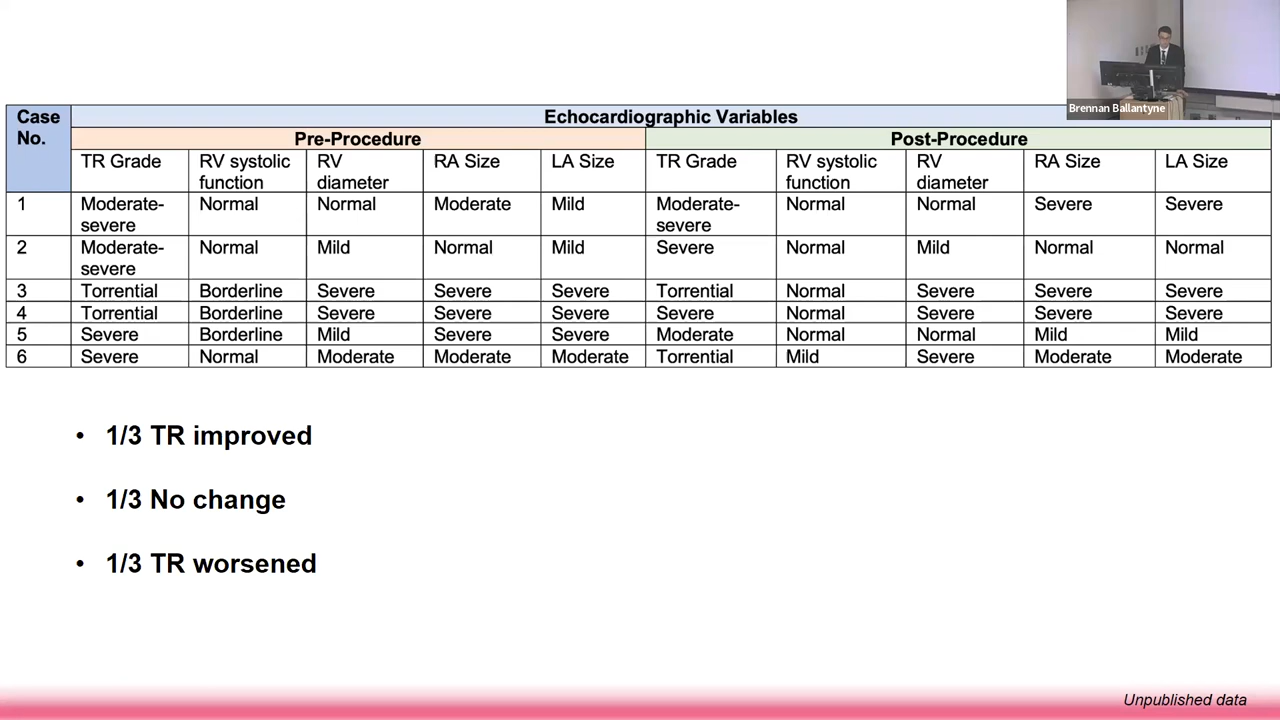 Brennan Ballantyne
Case No. Echocardiographic Variables
Pre-Procedure Post-Procedure
TR Grade RV systolic function RV diameter RA Size LA Size TR Grade RV systolic function RV diameter RA Size LA Size
1 Moderate-severe Normal Normal Moderate Mild Moderate-severe Normal Normal Severe Severe
2 Moderate-severe Normal Mild Normal Mild Severe Normal Mild Normal Normal
3 Torrential Borderline Severe Severe Severe Torrential Normal Severe Severe Severe
4 Torrential Borderline Severe Severe Severe Severe Normal Severe Severe Severe
5 Severe Borderline Mild Severe Severe Moderate Normal Normal Mild Mild
6 Severe Normal Moderate Moderate Moderate Torrential Mild Severe Moderate Moderate
• 1/3 TR improved
• 1/3 No change
• 1/3 TR worsened
Unpublished data